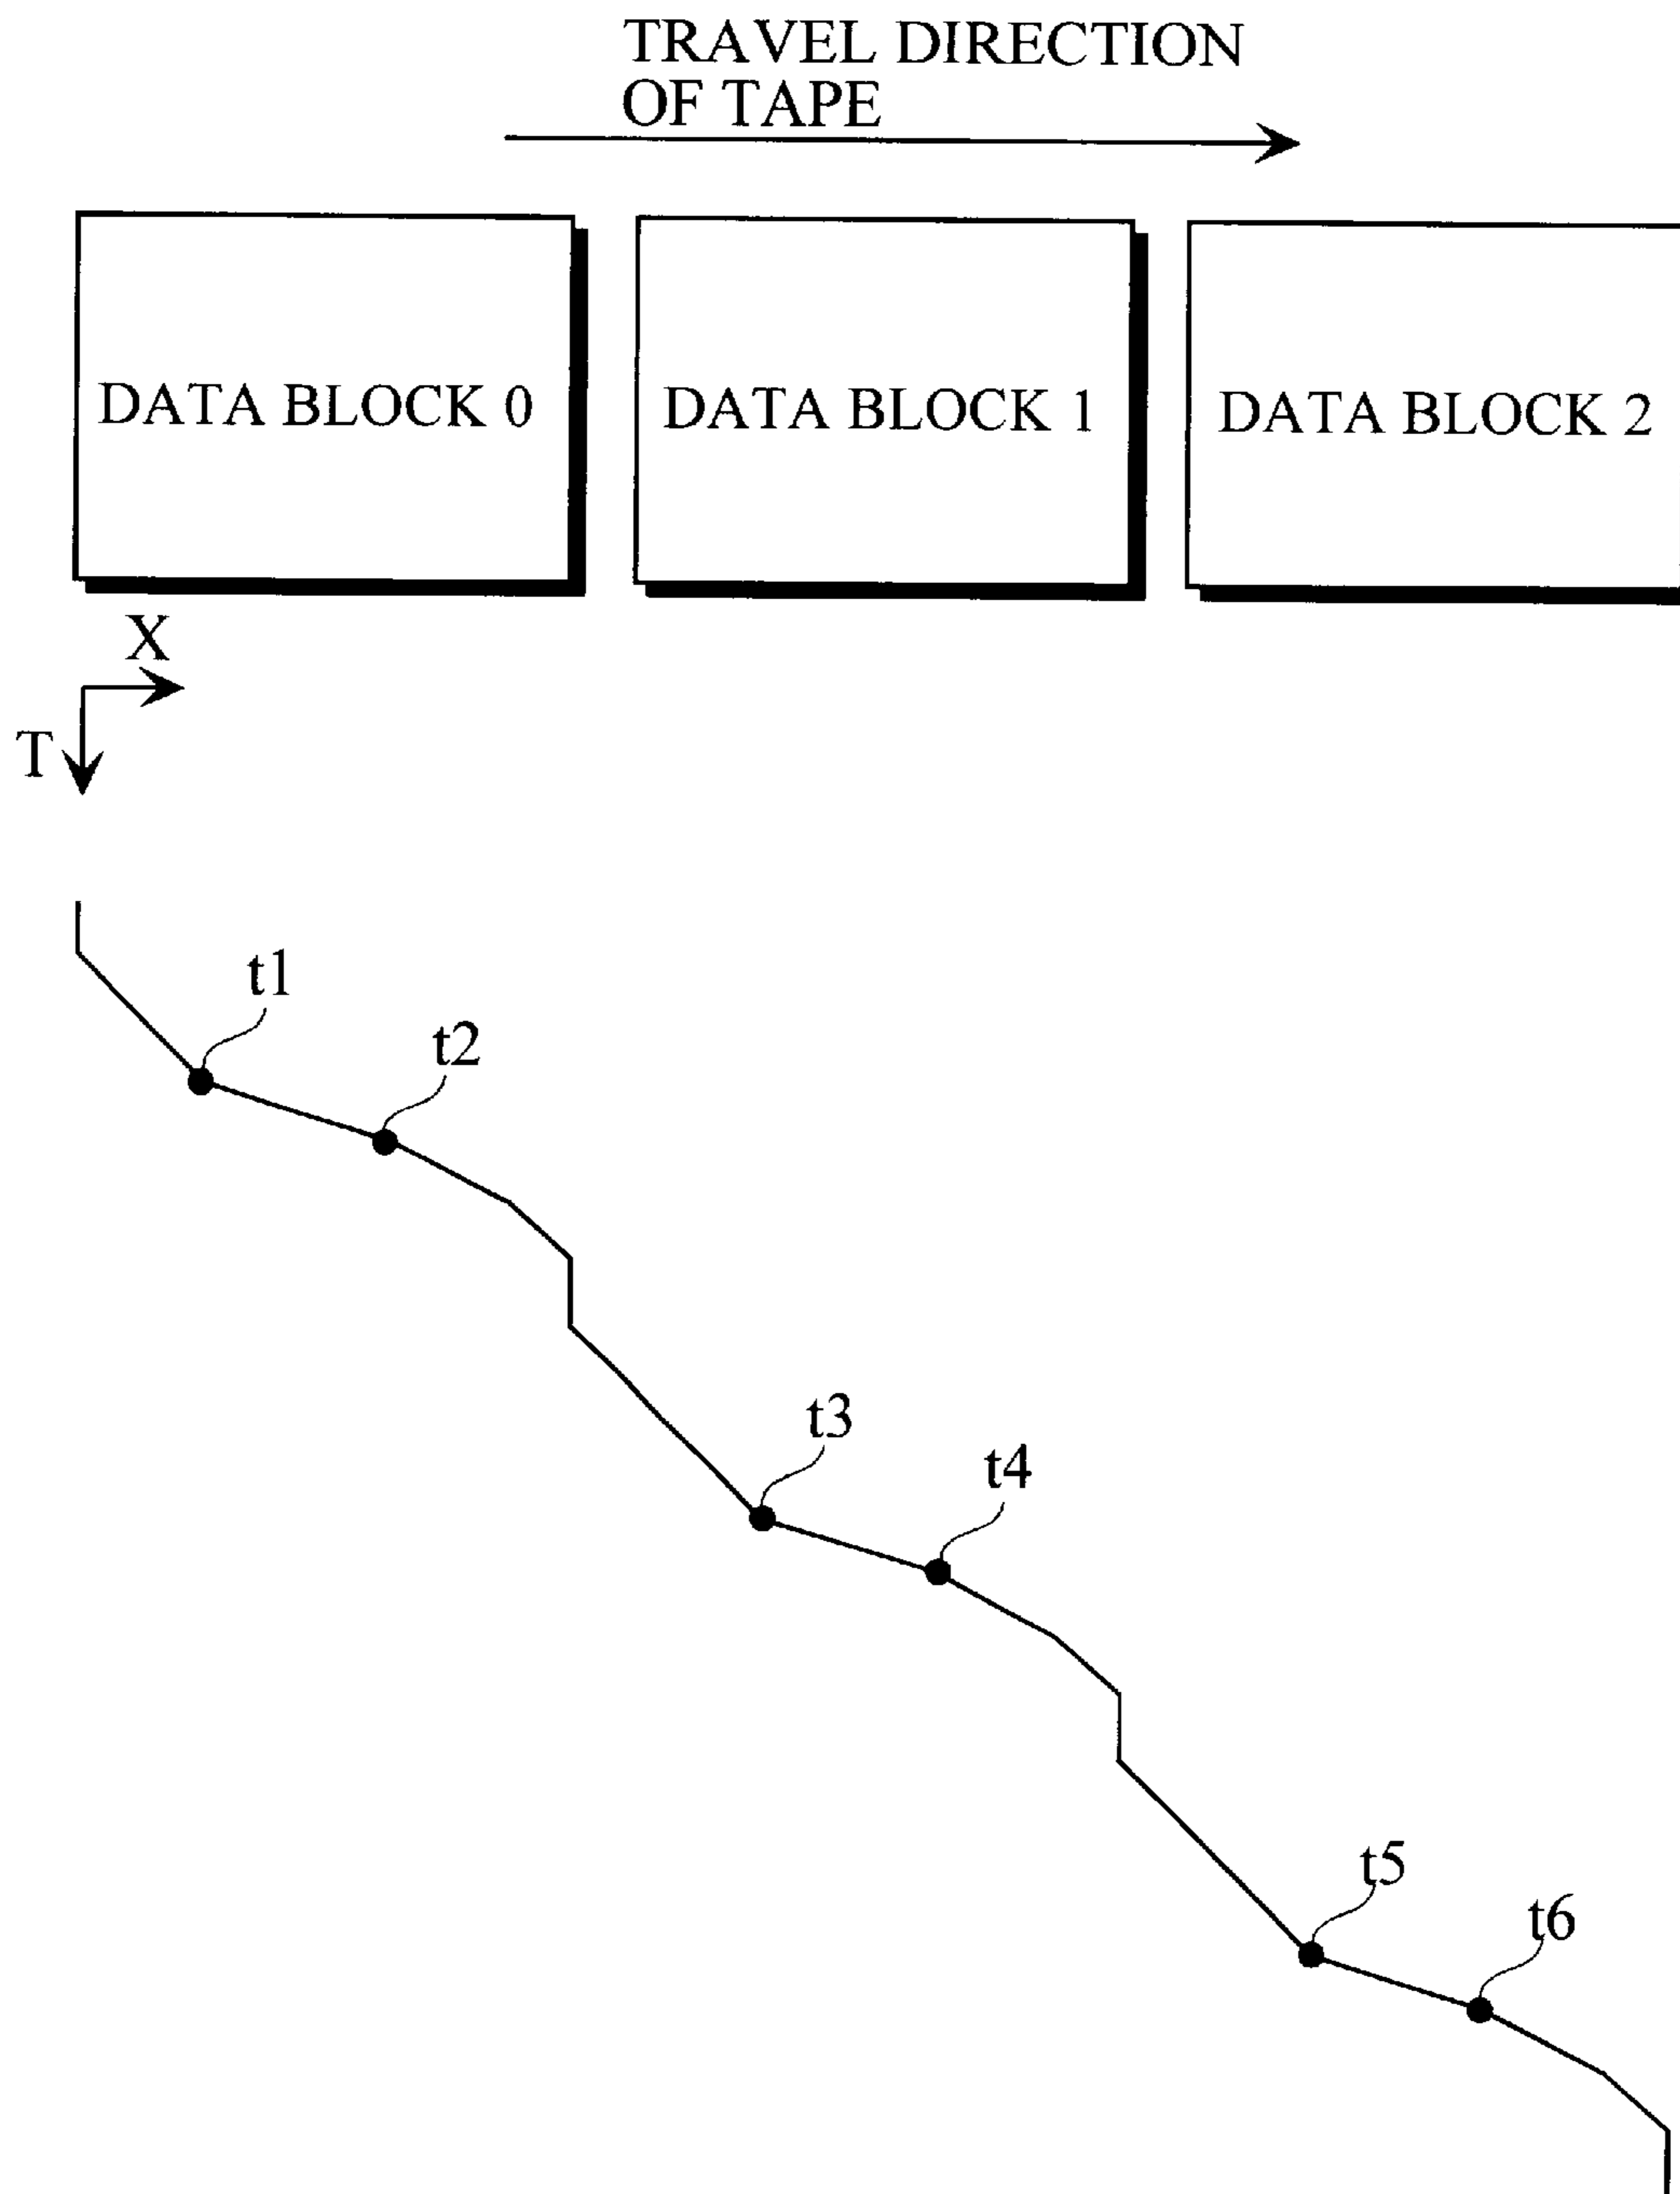 TRAVEL DIRECTION
OF TAPE
DATA BLOCK 0
DATA BLOCK 1
DATA BLOCK 2
X
T
t1
t2
t3
t4
t5
t6